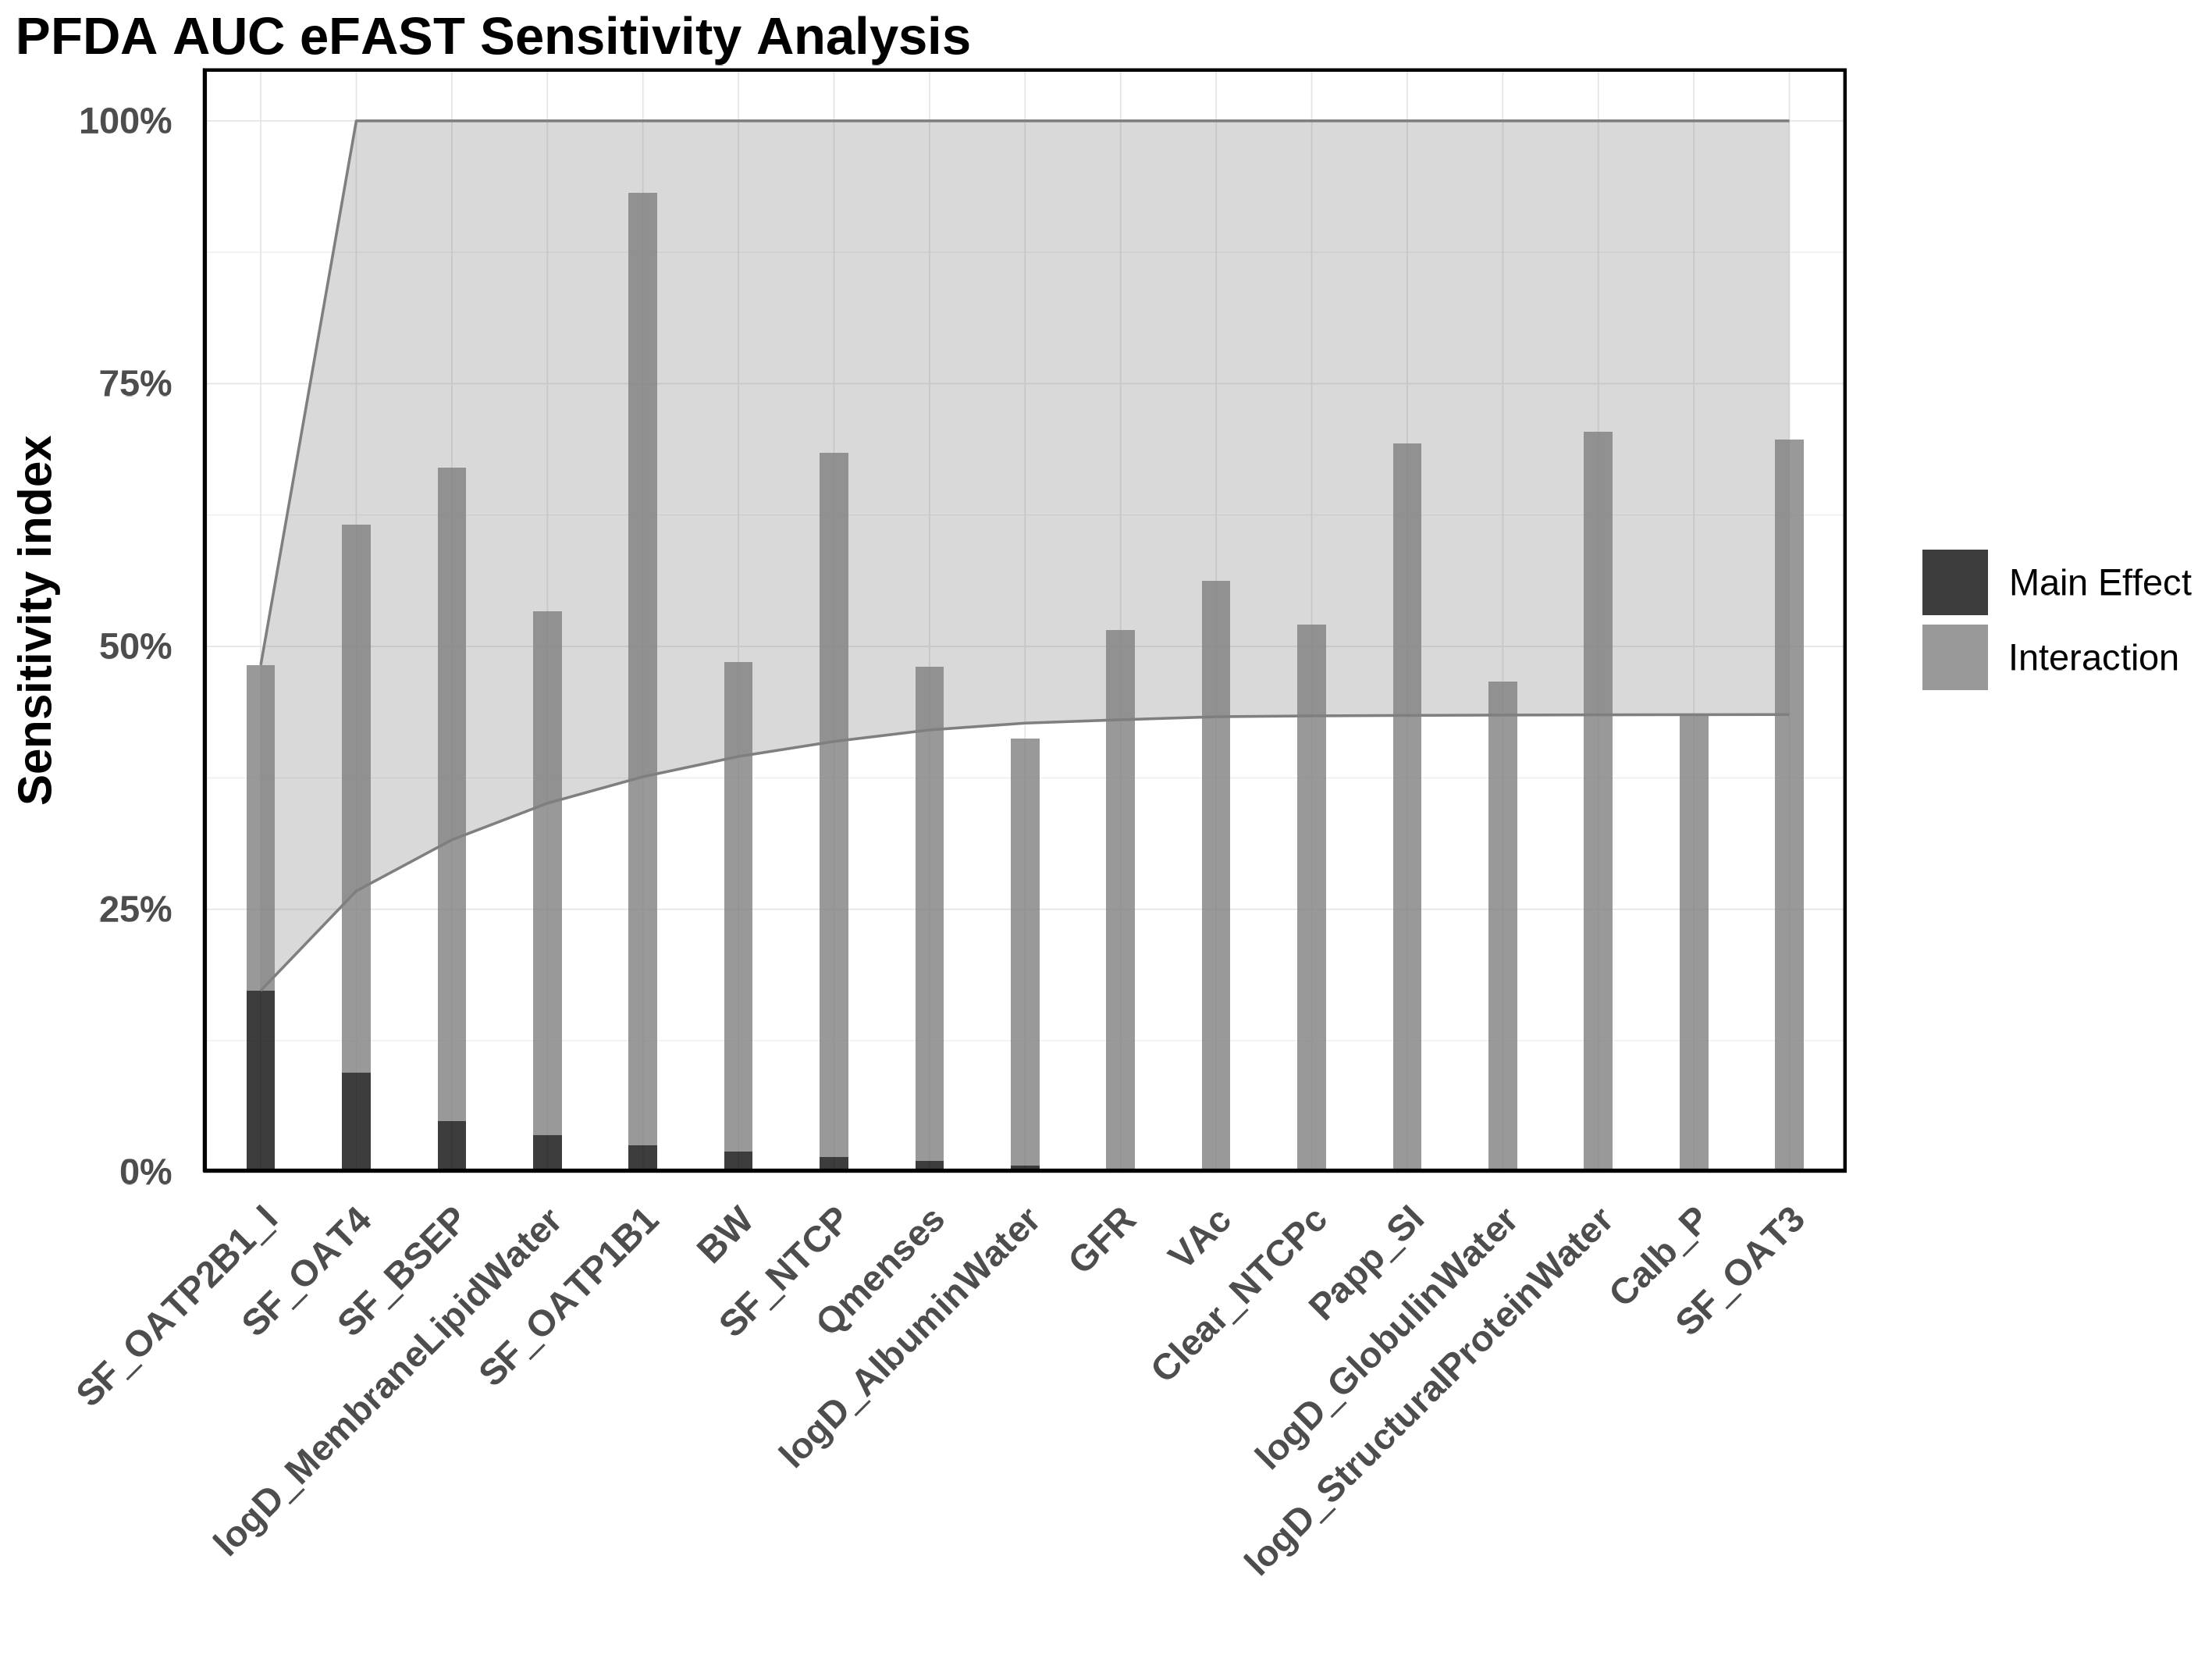 PFDA AUC eFAST Sensitivity Analysis
Sensitivity index
100%
75%
50%
25%
0%
SF_OATP2B1_I
SF_OAT4
SF_BSEP
logD_MembraneLipidWater
SF_OATP1B1
BW
SF_NTCP
Qmenses
logD_AlbuminWater
GFR
VAc
Clear_NTCPc
Papp_SI
logD_GlobulinWater
logD_StructuralProteinWater
Calb_P
SF_OAT3
Main Effect
Interaction